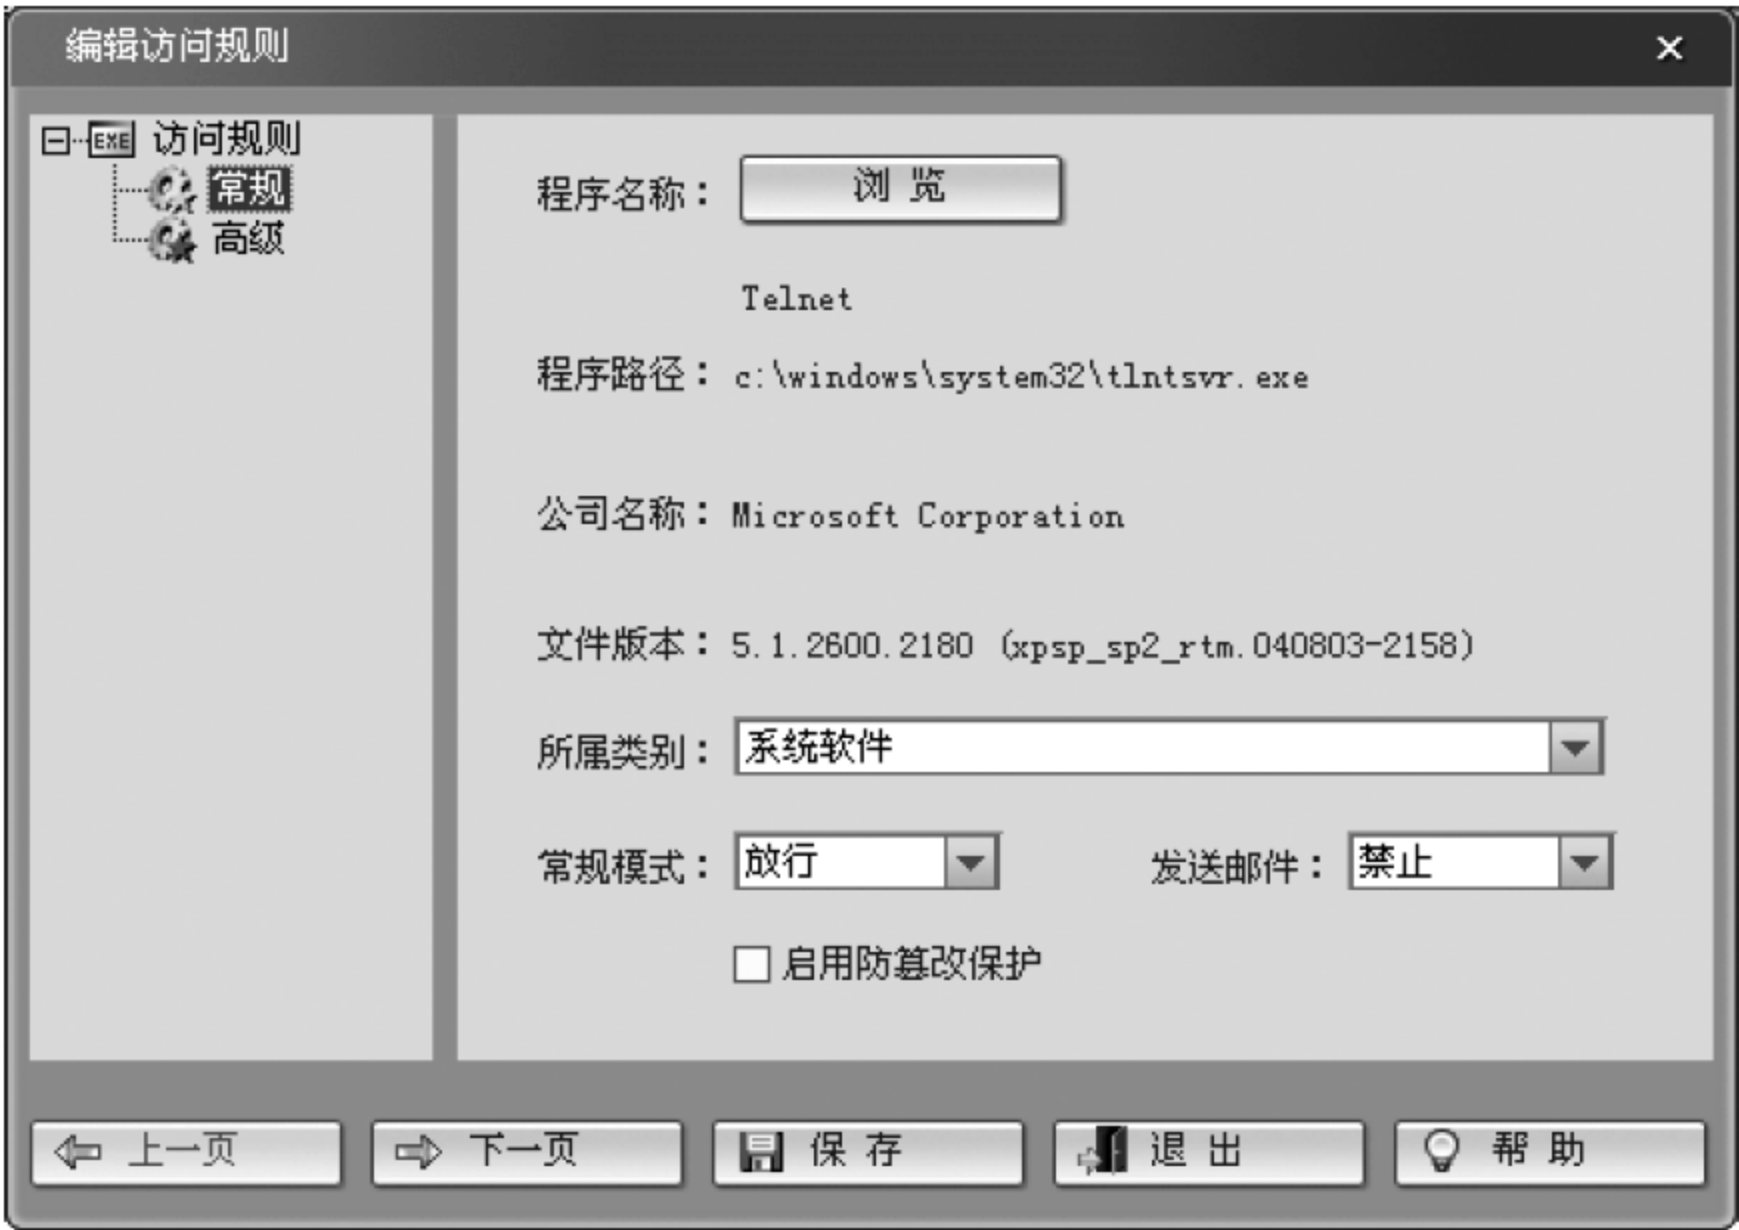 编辑访问规则
EXE 访问规则
常规
高级
程序名称： 浏 览
Telnet
程序路径： c:\windows\system32\tlntsvr.exe
公司名称： Microsoft Corporation
文件版本： 5.1.2600.2180 (xpsp_sp2_rtm.040803-2158)
所属类别： 系统软件
常规模式： 放行 发送邮件： 禁止
启用防篡改保护
上一页 下一页 保 存 退 出 帮 助